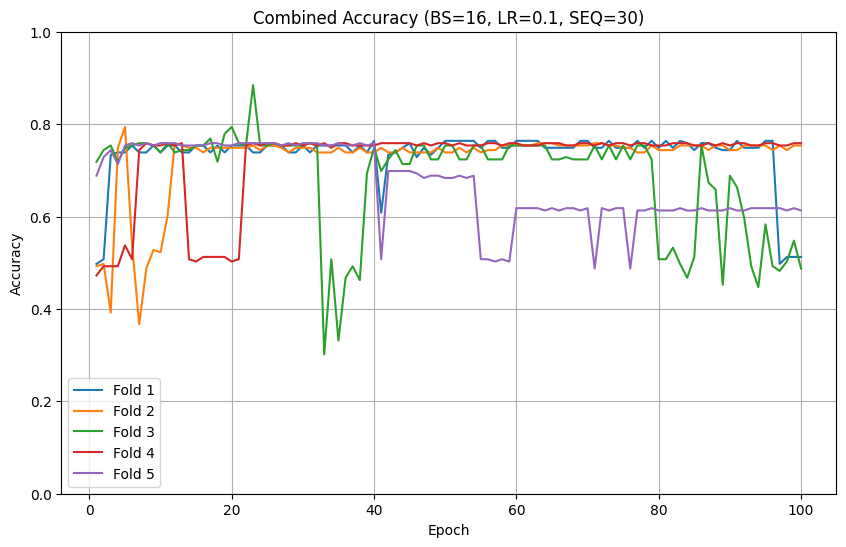 Combined Accuracy (BS=16, LR=0.1, SEQ=30)
1.0
0.8
0.6
0.4
0.2
0.0
Accuracy
Fold 1
Fold 2
Fold 3
Fold 4
Fold 5
0 20 40 60 80 100
Epoch